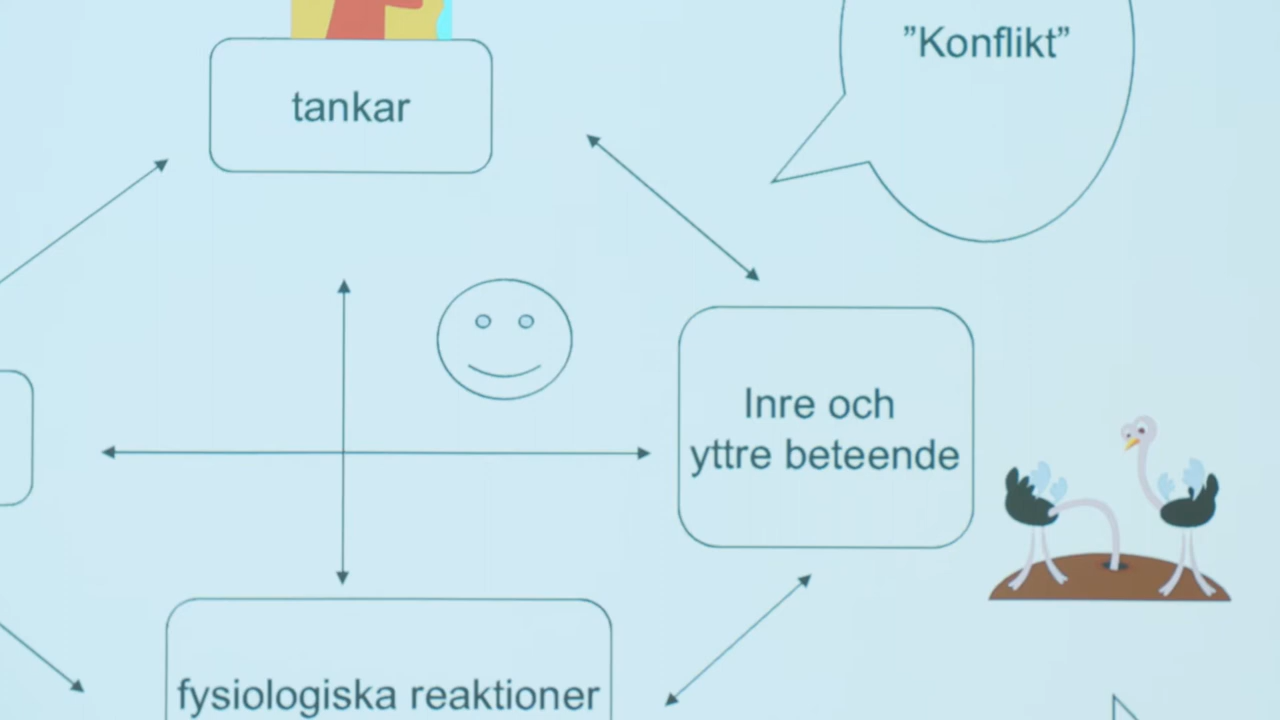 ”Konflikt”
tankar
Inre och
yttre beteende
fysiologiska reaktioner